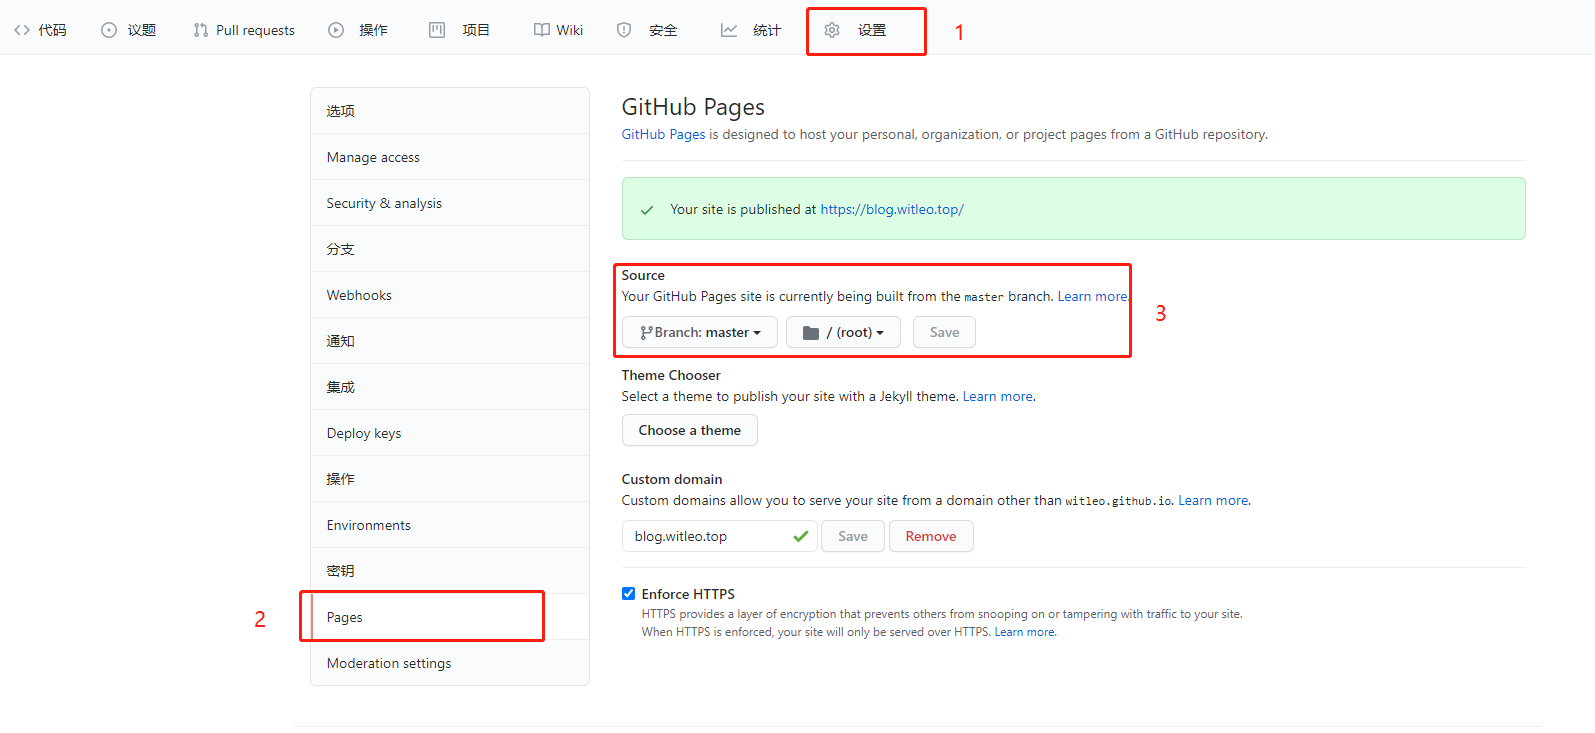 代码 议题 Pull requests 操作 项目 Wiki 安全 统计 设置 1
选项
Manage access
Security & analysis
分支
Webhooks
通知
集成
Deploy keys
操作
Environments
密钥
2 Pages
Moderation settings
GitHub Pages
GitHub Pages is designed to host your personal, organization, or project pages from a GitHub repository.
Your site is published at https://blog.witleo.top/
Source
Your GitHub Pages site is currently being built from the master branch. Learn more.
3
Branch: master / (root) Save
Theme Chooser
Select a theme to publish your site with a Jekyll theme. Learn more.
Choose a theme
Custom domain
Custom domains allow you to serve your site from a domain other than witleo.github.io. Learn more.
blog.witleo.top Save Remove
Enforce HTTPS
HTTPS provides a layer of encryption that prevents others from snooping on or tampering with traffic to your site.
When HTTPS is enforced, your site will only be served over HTTPS. Learn more.